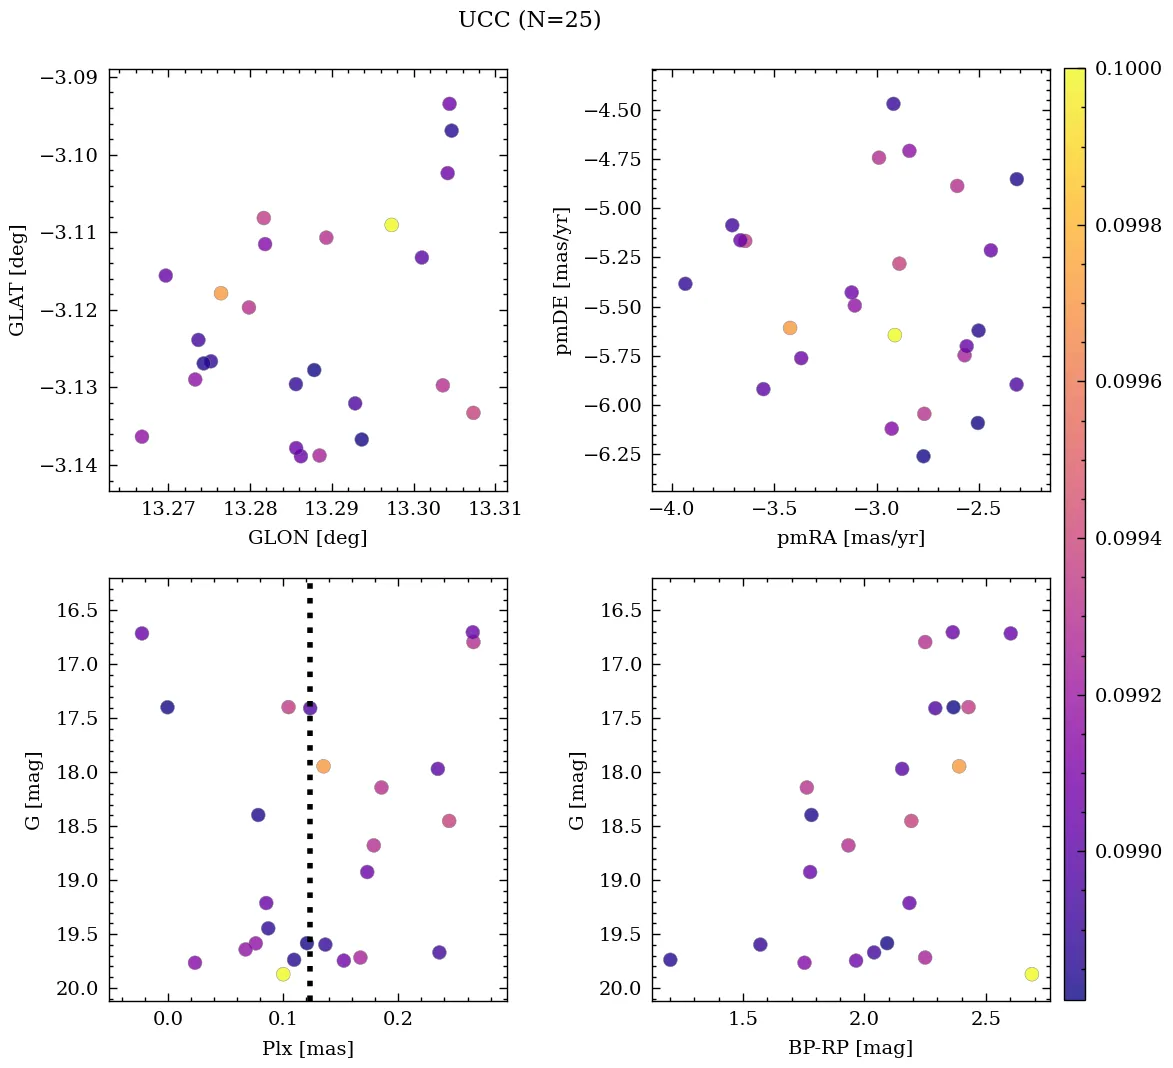 UCC (N=25)
−3.09
−3.10
−3.11
−3.12
−3.13
−3.14
GLAT [deg]
13.27 13.28 13.29 13.30 13.31
GLON [deg]
−4.50
−4.75
−5.00
−5.25
−5.50
−5.75
−6.00
−6.25
pmDE [mas/yr]
−4.0 −3.5 −3.0 −2.5
pmRA [mas/yr]
16.5
17.0
17.5
18.0
18.5
19.0
19.5
20.0
G [mag]
0.0 0.1 0.2
Plx [mas]
16.5
17.0
17.5
18.0
18.5
19.0
19.5
20.0
G [mag]
1.5 2.0 2.5
BP-RP [mag]
0.1000
0.0998
0.0996
0.0994
0.0992
0.0990